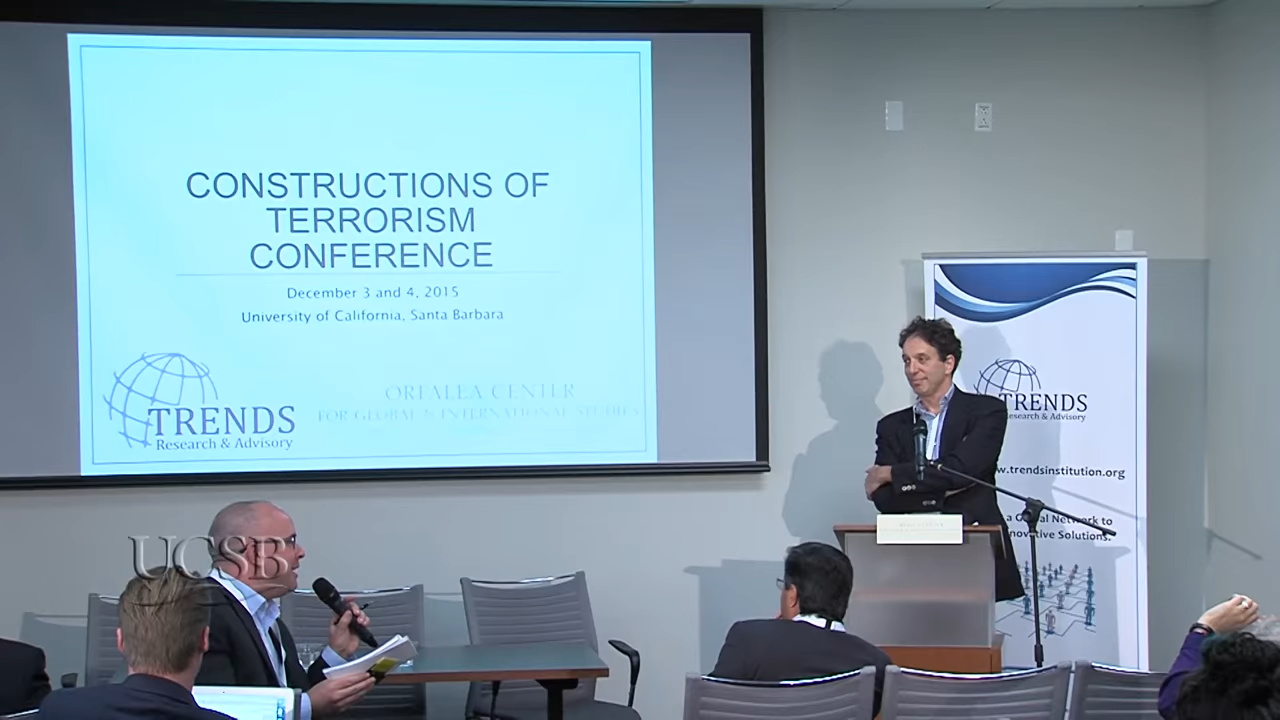 CONSTRUCTIONS OF
TERRORISM
CONFERENCE
December 3 and 4, 2015
University of California, Santa Barbara
TRENDS
Research & Advisory
ORFALEA CENTER
FOR GLOBAL & INTERNATIONAL STUDIES
TRENDS
Research & Advisory
w.trendsinstitution.org
a Global Network to
novative Solutions.
UCSB